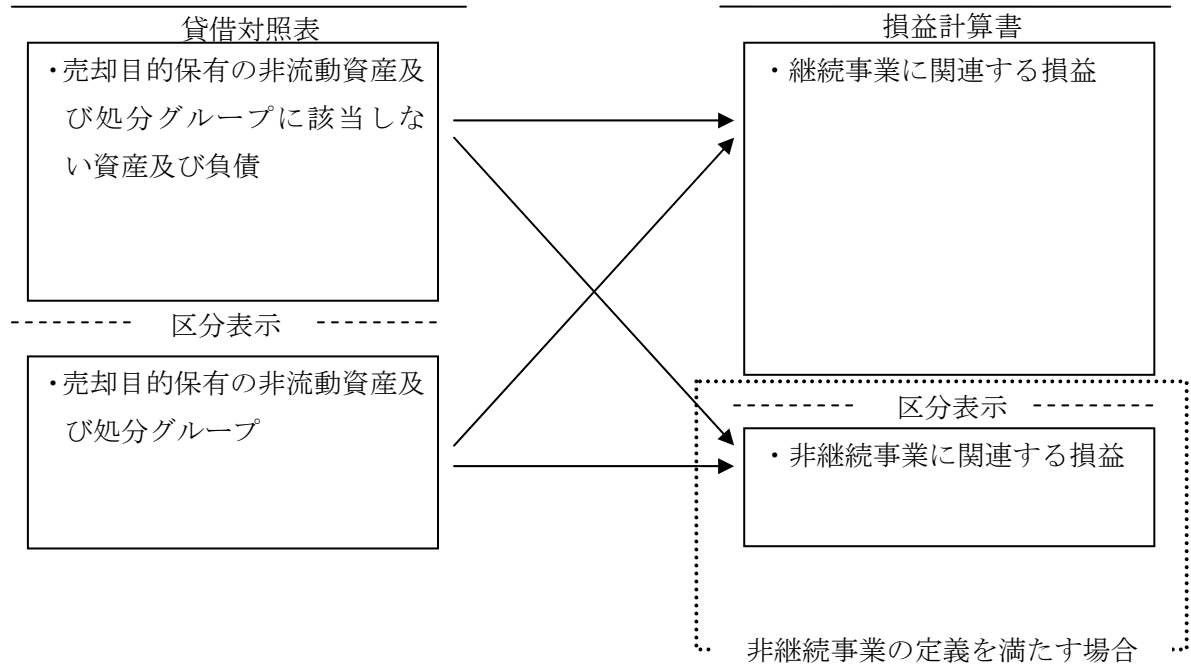 貸借対照表
・売却目的保有の非流動資産及
び処分グループに該当しな
い資産及び負債
区分表示
・売却目的保有の非流動資産及
び処分グループ
損益計算書
・継続事業に関連する損益
区分表示
・非継続事業に関連する損益
非継続事業の定義を満たす場合